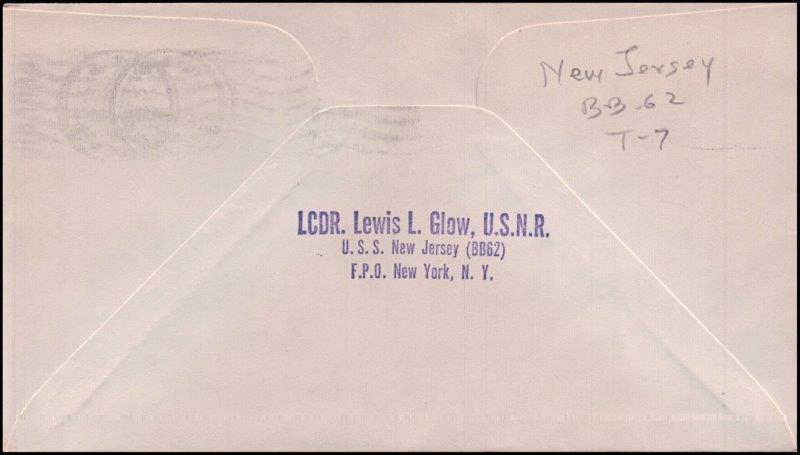 New Jersey
BB-62
T-7
LCDR. Lewis L. Glow, U.S.N.R.
U. S. S. New Jersey (BB62)
F.P.O. New York, N. Y.